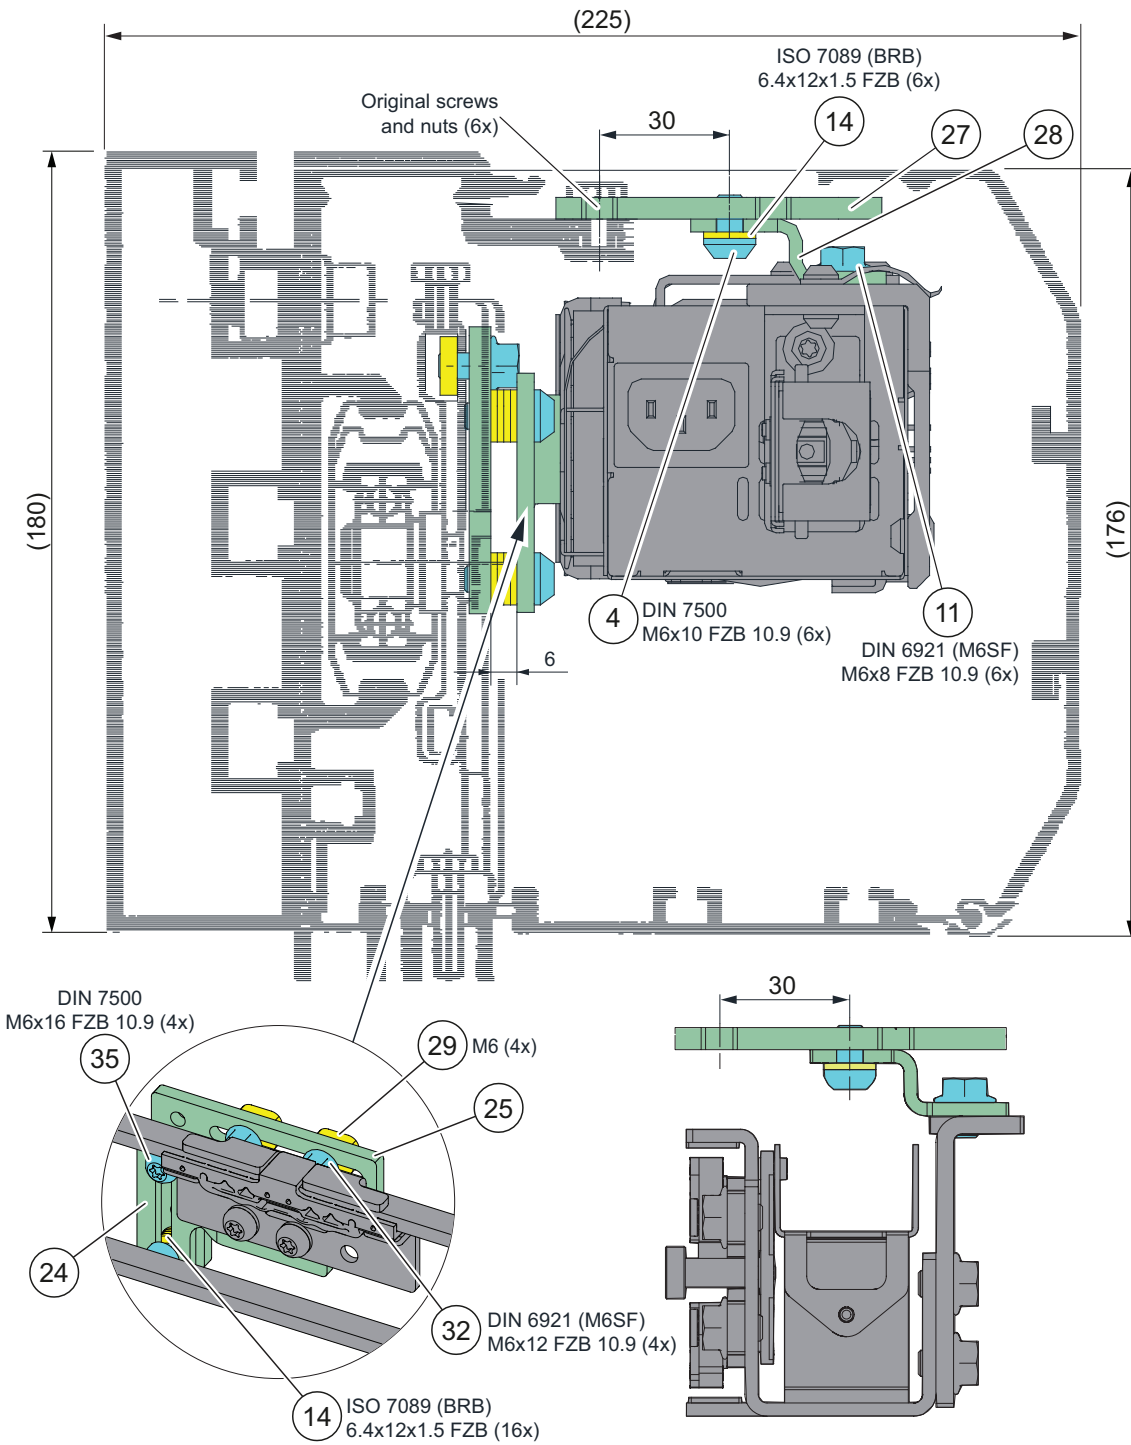 (225)
ISO 7089 (BRB)
6.4x12x1.5 FZB (6x)
Original screws
and nuts (6x)
30
14
27
28
(180)
(176)
4
DIN 7500
M6x10 FZB 10.9 (6x)
11
DIN 6921 (M6SF)
M6x8 FZB 10.9 (6x)
6
DIN 7500
M6x16 FZB 10.9 (4x)
35
29
M6 (4x)
25
30
24
32
DIN 6921 (M6SF)
M6x12 FZB 10.9 (4x)
14
ISO 7089 (BRB)
6.4x12x1.5 FZB (16x)